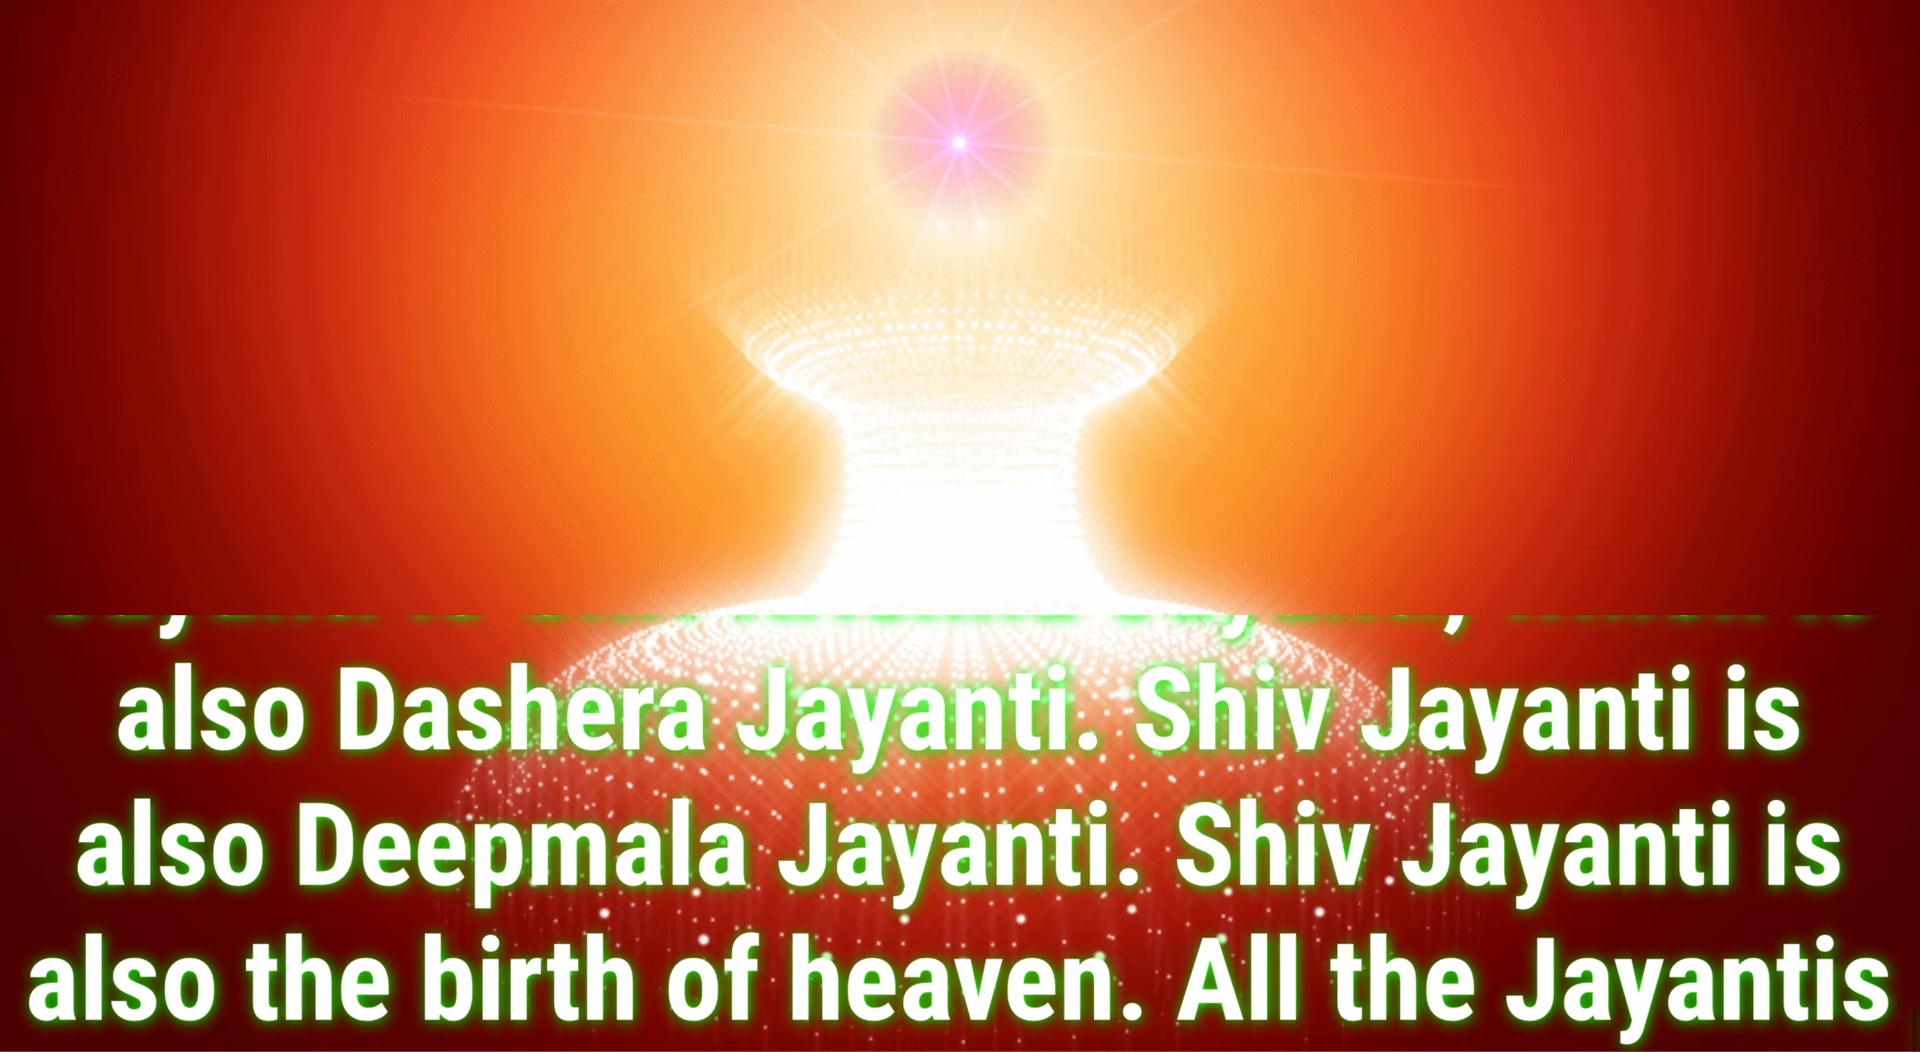 also Dashera Jayanti. Shiv Jayanti is
also Deepmala Jayanti. Shiv Jayanti is
also the birth of heaven. All the Jayantis